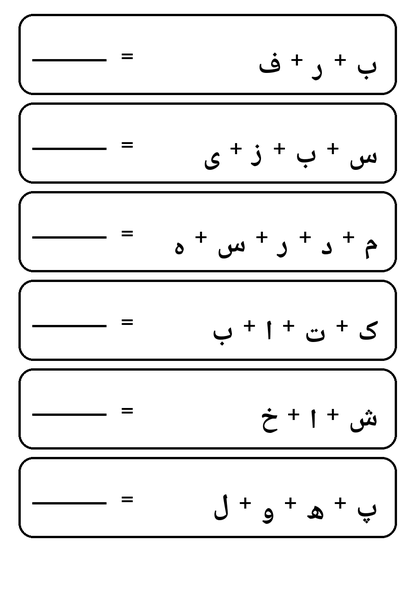 ب + ر + ف = ______
س + ب + ز + ی = ______
م + د + ر + س + ہ = ______
ک + ت + ا + ب = ______
ش + ا + خ = ______
پ + ھ + و + ل = ______